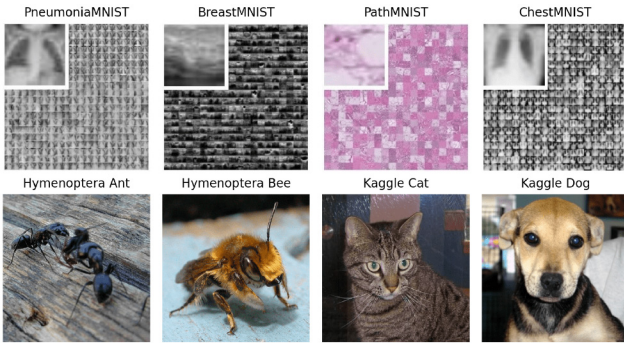 PneumoniaMNIST
BreastMNIST
PathMNIST
ChestMNIST
Hymenoptera Ant
Hymenoptera Bee
Kaggle Cat
Kaggle Dog